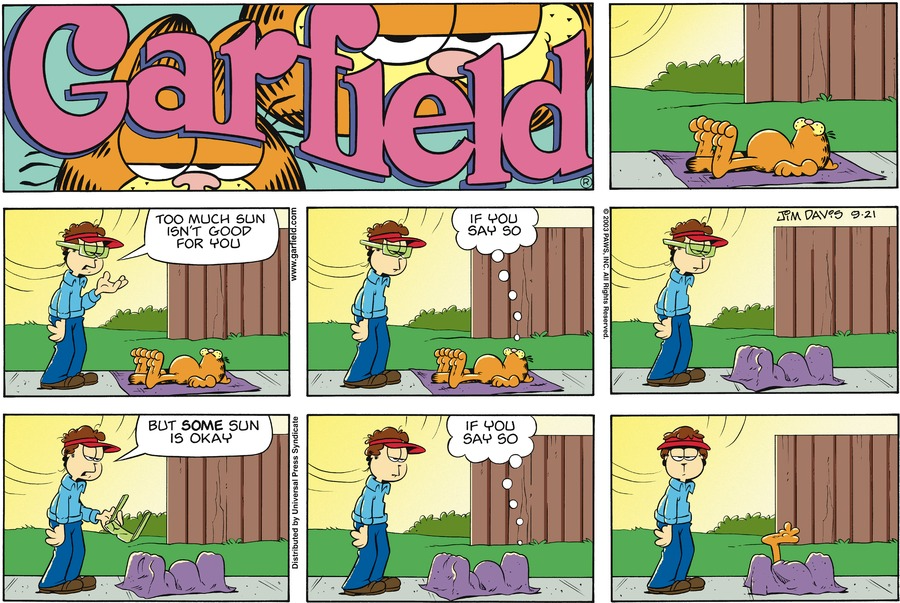 Garfield
®
TOO MUCH SUN
ISN'T GOOD
FOR YOU
www.garfield.com
IF YOU
SAY SO
© 2003 PAWS, INC. All Rights Reserved.
JIM DAVIS 9-21
BUT SOME SUN
IS OKAY
Distributed by Universal Press Syndicate
IF YOU
SAY SO